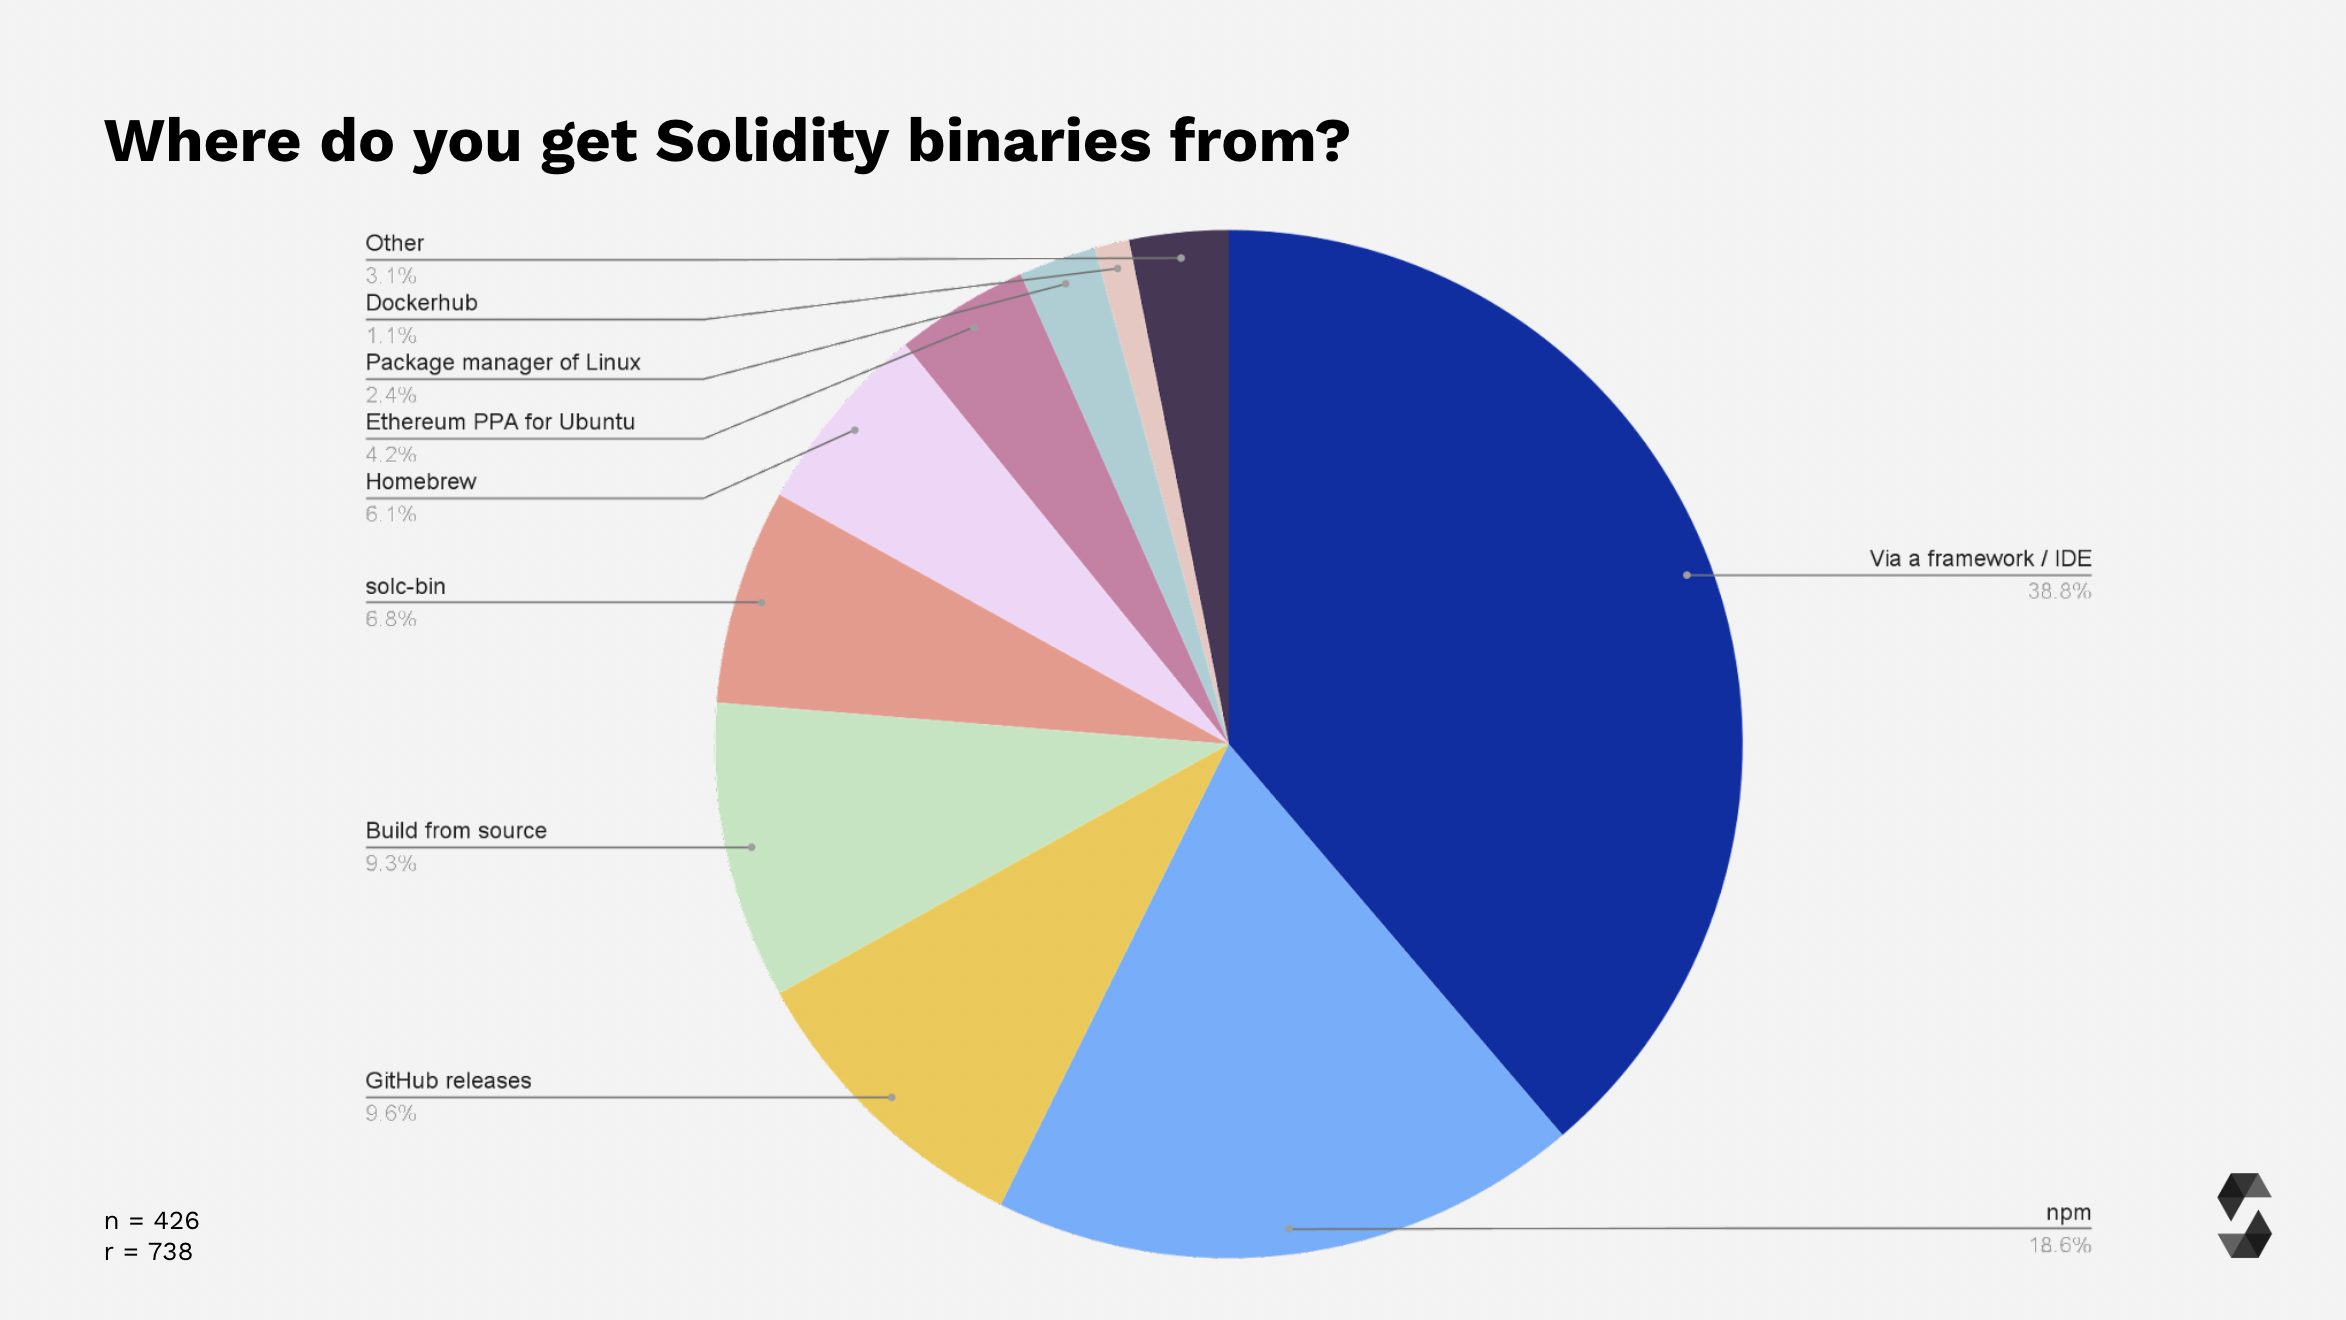 Where do you get Solidity binaries from?
Other
3.1%
Dockerhub
1.1%
Package manager of Linux
2.4%
Ethereum PPA for Ubuntu
4.2%
Homebrew
6.1%
solc-bin
6.8%
Build from source
9.3%
GitHub releases
9.6%
Via a framework / IDE
38.8%
npm
18.6%
n = 426
r = 738